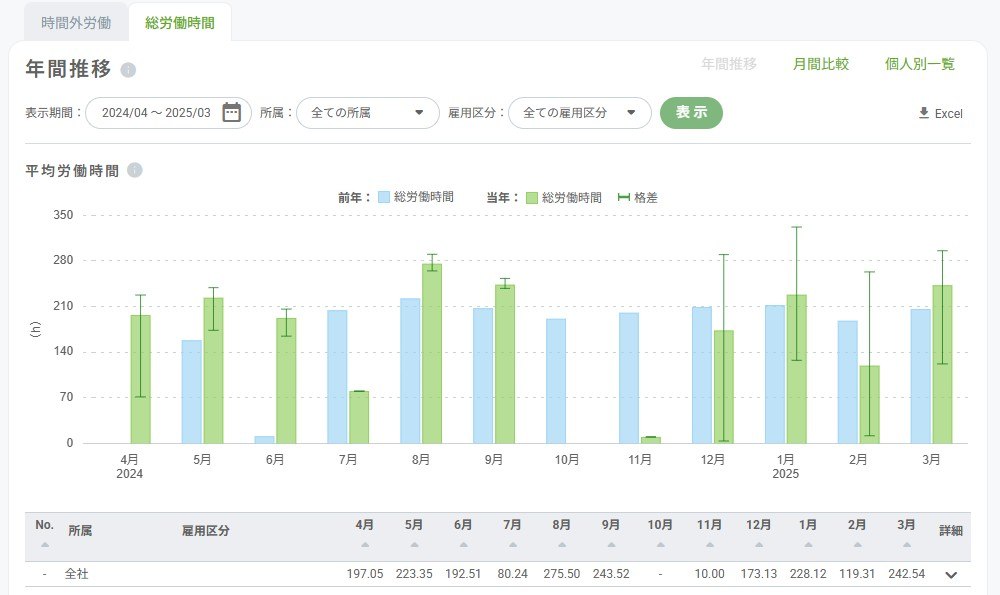 時間外労働 総労働時間
年間推移 i 年間推移 月間比較 個人別一覧
表示期間： 2024/04 ～ 2025/03 所属： 全ての所属 雇用区分： 全ての雇用区分 表示 Excel
平均労働時間 i
前年： 総労働時間 当年： 総労働時間 格差
350
280
210
140
70
0
(h)
4月 5月 6月 7月 8月 9月 10月 11月 12月 1月 2月 3月
2024 2025
No. 所属 雇用区分 4月 5月 6月 7月 8月 9月 10月 11月 12月 1月 2月 3月 詳細
- 全社 197.05 223.35 192.51 80.24 275.50 243.52 - 10.00 173.13 228.12 119.31 242.54